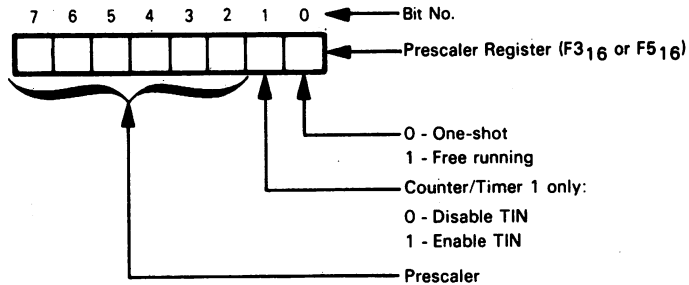 7 6 5 4 3 2 1 0 Bit No.
Prescaler Register (F3₁₆ or F5₁₆)
0 - One-shot
1 - Free running
Counter/Timer 1 only:
0 - Disable TIN
1 - Enable TIN
Prescaler